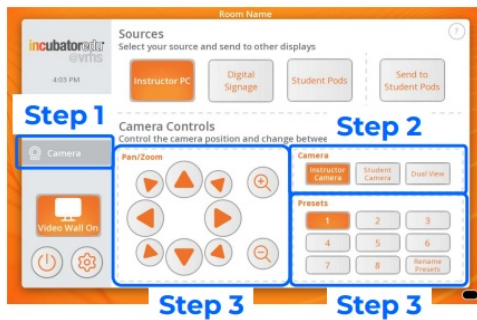 Room Name
Sources
?
Select your source and send to other displays
incubatoredu
@vrhs
4:03 PM
Instructor PC
Digital
Signage
Student Pods
Send to
Student Pods
Step 1
Camera Controls
Control the camera position and change betwee
Step 2
Camera
Pan/Zoom
Camera
Instructor
Camera
Student
Camera
Dual View
Presets
1
2
3
4
5
6
7
8
Rename
Presets
Video Wall On
Step 3
Step 3